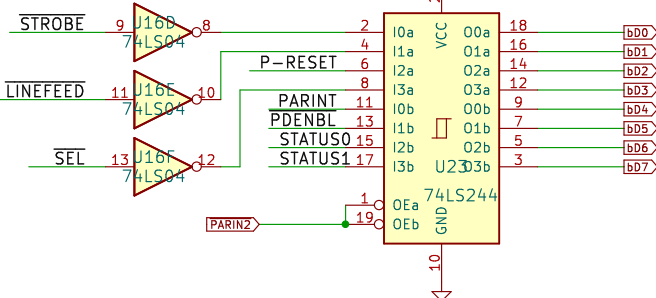 STROBE 9 U16D 8 2 I0a VCC O0a 18 bD0
74LS04
4 I1a O1a 16 bD1
P-RESET 6 I2a O2a 14 bD2
LINEFEED 11 U16E 10 8 I3a O3a 12 bD3
74LS04
PARINT 11 I0b O0b 9 bD4
PDENBL 13 I1b O1b 7 bD5
STATUS0 15 I2b O2b 5 bD6
SEL 13 U16F 12 STATUS1 17 I3b U23 O3b 3 bD7
74LS04
74LS244
1 OEa
PARIN2 19 OEb GND
10